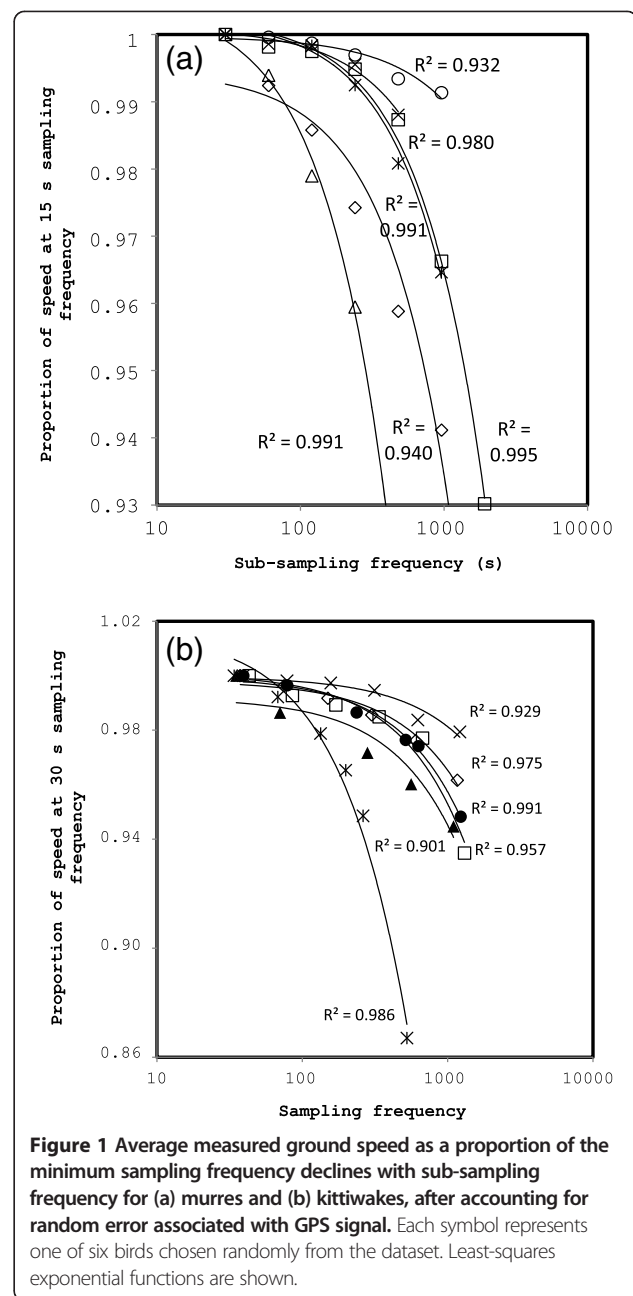 (a)
1
0.99
0.98
0.97
0.96
0.95
0.94
0.93
10
100
1000
10000
Proportion of speed at 15 s sampling
frequency
Sub-sampling frequency (s)
R² = 0.932
R² = 0.980
R² =
0.991
R² = 0.991
R² =
0.940
R² =
0.995
(b)
1.02
0.98
0.94
0.90
0.86
10
100
1000
10000
Proportion of speed at 30 s sampling
frequency
Sampling frequency
R² = 0.929
R² = 0.975
R² = 0.991
R² = 0.901
R² = 0.957
R² = 0.986
Figure 1 Average measured ground speed as a proportion of the
minimum sampling frequency declines with sub-sampling
frequency for (a) murres and (b) kittiwakes, after accounting for
random error associated with GPS signal. Each symbol represents
one of six birds chosen randomly from the dataset. Least-squares
exponential functions are shown.